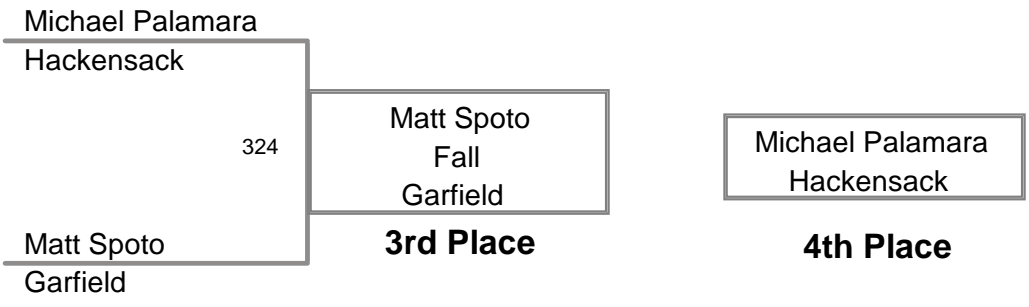 Michael Palamara
Hackensack
324
Matt Spoto
Garfield
Matt Spoto
Fall
Garfield
3rd Place
Michael Palamara
Hackensack
4th Place